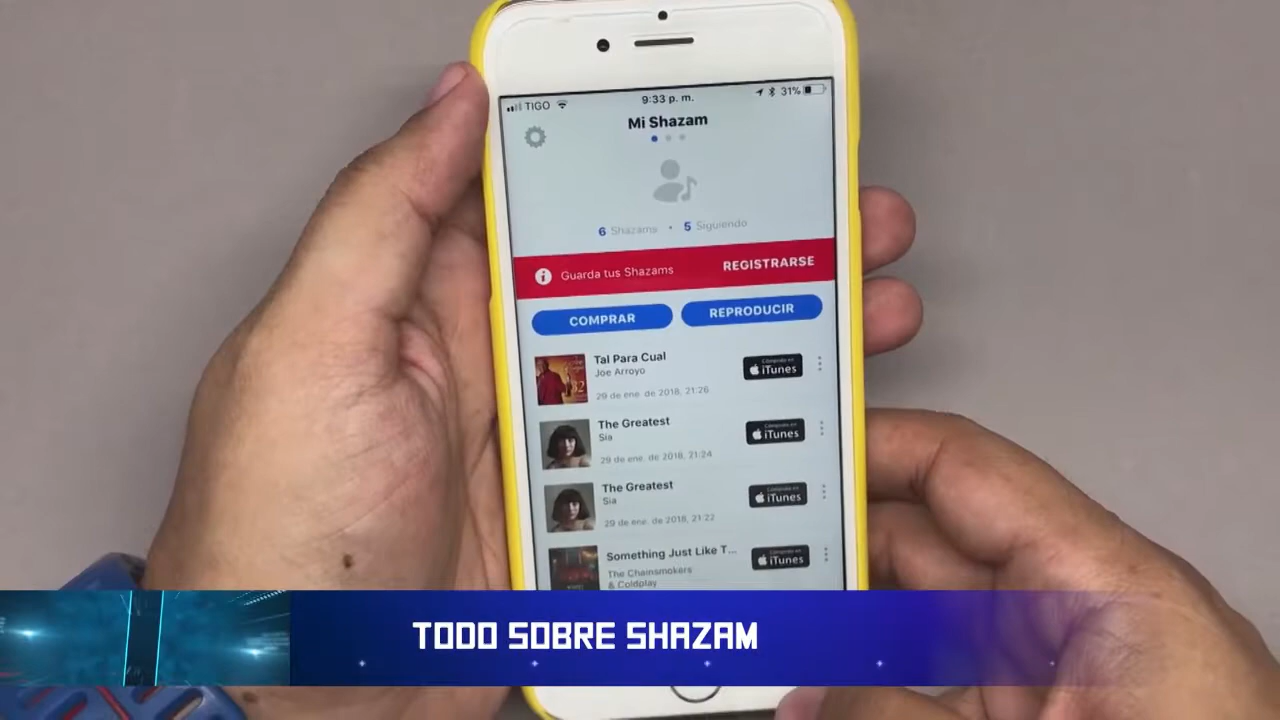 TIGO 9:33 p. m. 31%
Mi Shazam
6 Shazams • 5 Siguiendo
Guarda tus Shazams REGISTRARSE
COMPRAR REPRODUCIR
Tal Para Cual
Joe Arroyo
29 de ene. de 2018, 21:26
iTunes
The Greatest
Sia
29 de ene. de 2018, 21:24
iTunes
The Greatest
Sia
29 de ene. de 2018, 21:22
iTunes
Something Just Like T...
The Chainsmokers
& Coldplay
iTunes
TODO SOBRE SHAZAM